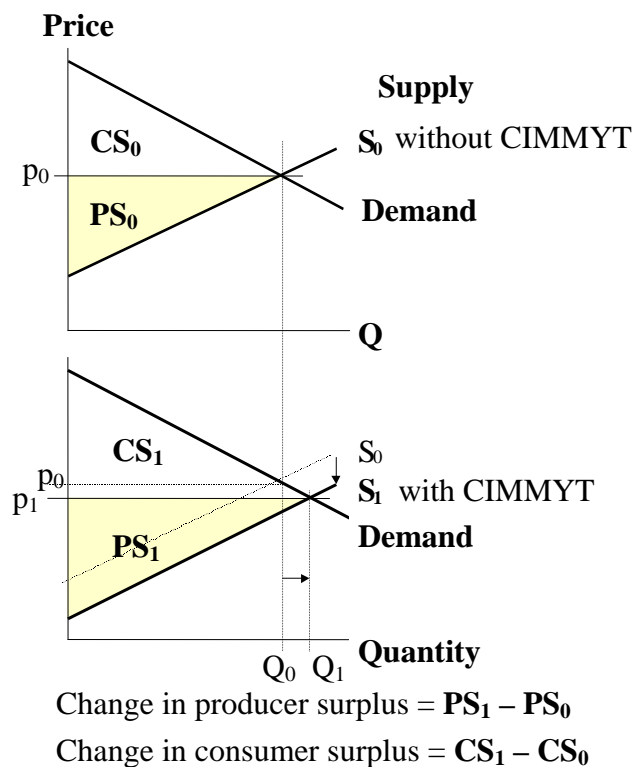 Price
Supply
CS₀
S₀ without CIMMYT
p₀
PS₀
Demand
Q
CS₁
S₀
p₀
p₁
S₁ with CIMMYT
PS₁
Demand
Quantity
Q₀ Q₁
Change in producer surplus = PS₁ – PS₀
Change in consumer surplus = CS₁ – CS₀